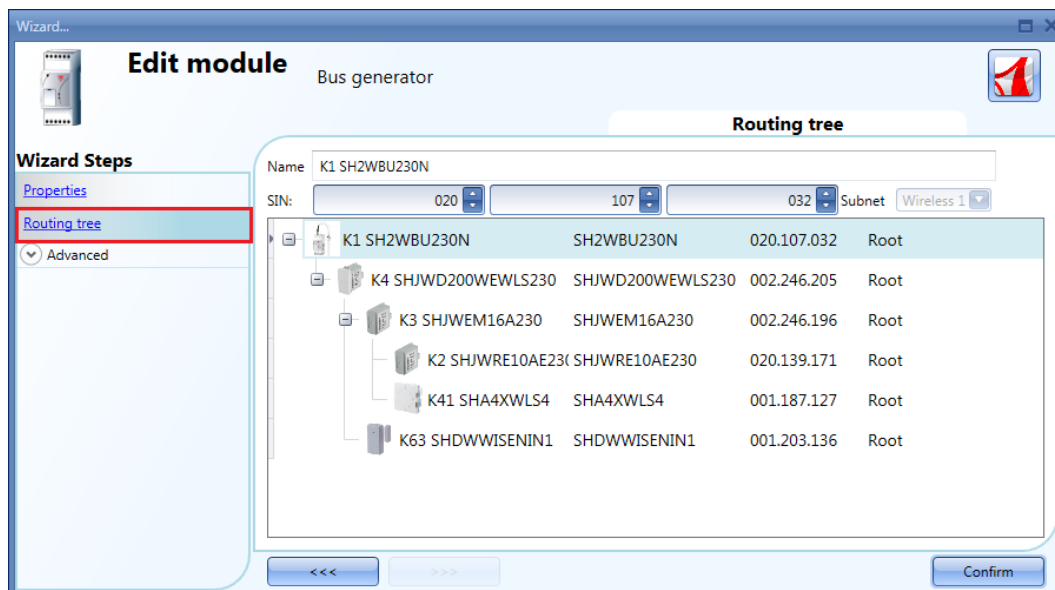 Wizard...
Edit module Bus generator
Routing tree
Wizard Steps
Properties
Routing tree
Advanced
Name K1 SH2WBU230N
SIN: 020 107 032 Subnet Wireless 1
K1 SH2WBU230N SH2WBU230N 020.107.032 Root
K4 SHJWD200WEWLS230 SHJWD200WEWLS230 002.246.205 Root
K3 SHJWEM16A230 SHJWEM16A230 002.246.196 Root
K2 SHJWRE10AE23( SHJWRE10AE230 020.139.171 Root
K41 SHA4XWLS4 SHA4XWLS4 001.187.127 Root
K63 SHDWWISENIN1 SHDWWISENIN1 001.203.136 Root
<<< >>> Confirm